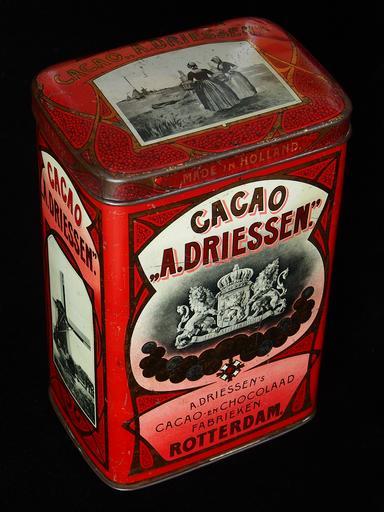 CACAO. A. DRIESSEN.
MADE IN HOLLAND.
CACAO
„A.DRIESSEN."
A. DRIESSEN'S
CACAO-EN CHOCOLAAD
FABRIEKEN.
ROTTERDAM.
CACAO
"A.DRIESSEN."